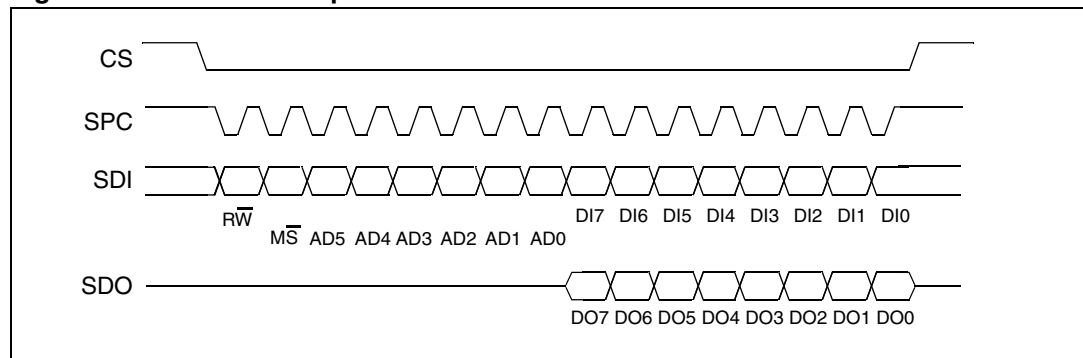 CS
SPC
SDI
RW̅
DI7 DI6 DI5 DI4 DI3 DI2 DI1 DI0
MS̅ AD5 AD4 AD3 AD2 AD1 AD0
SDO
DO7 DO6 DO5 DO4 DO3 DO2 DO1 DO0